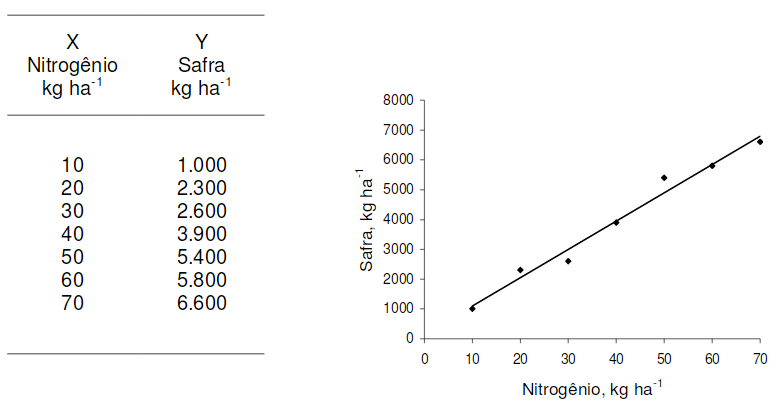 X Y
Nitrogênio Safra
kg ha-1 kg ha-1
10 1.000
20 2.300
30 2.600
40 3.900
50 5.400
60 5.800
70 6.600
8000
7000
6000
5000
4000
3000
2000
1000
0
Safra, kg ha-1
0 10 20 30 40 50 60 70
Nitrogênio, kg ha-1